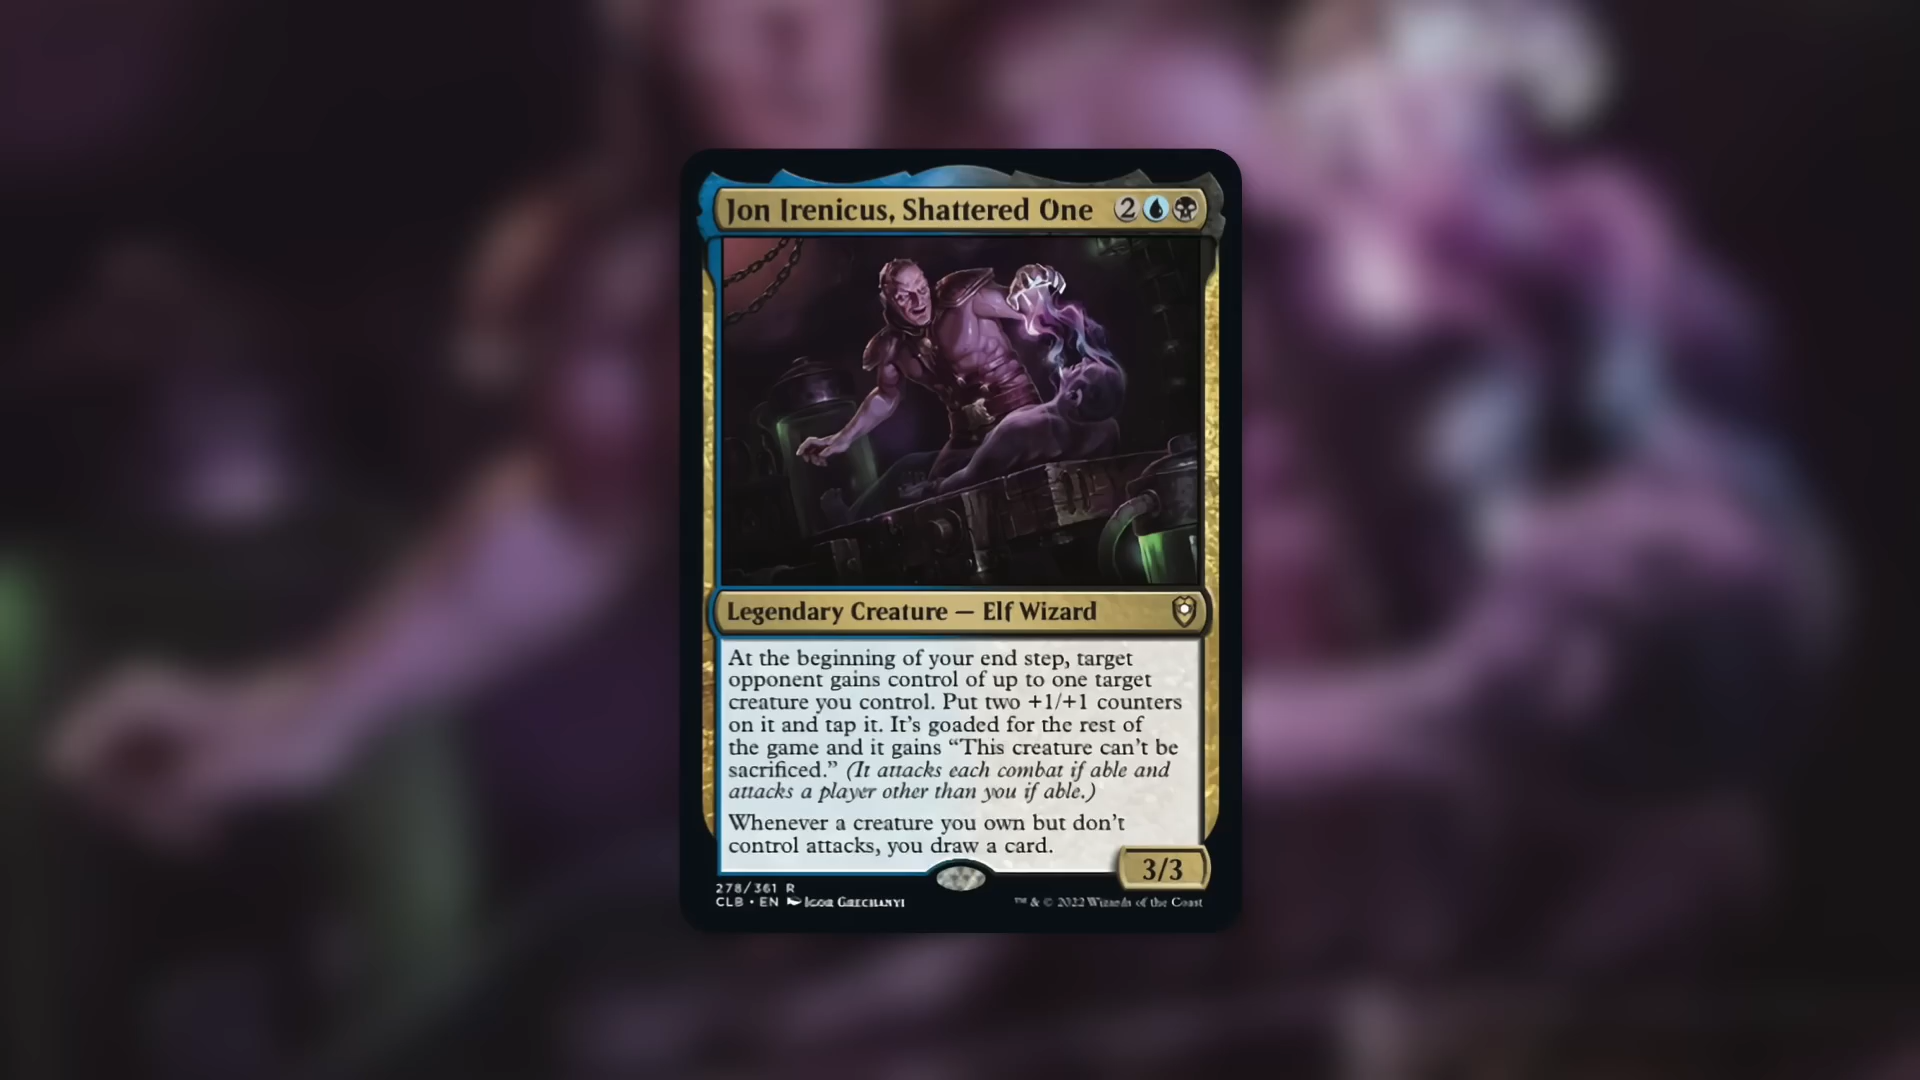 Jon Irenicus, Shattered One 2
Legendary Creature — Elf Wizard
At the beginning of your end step, target
opponent gains control of up to one target
creature you control. Put two +1/+1 counters
on it and tap it. It's goaded for the rest of
the game and it gains “This creature can't be
sacrificed.” (It attacks each combat if able and
attacks a player other than you if able.)
Whenever a creature you own but don't
control attacks, you draw a card.
3/3
278/361 R
CLB • EN Igor Grechanyi
™ & © 2022 Wizards of the Coast